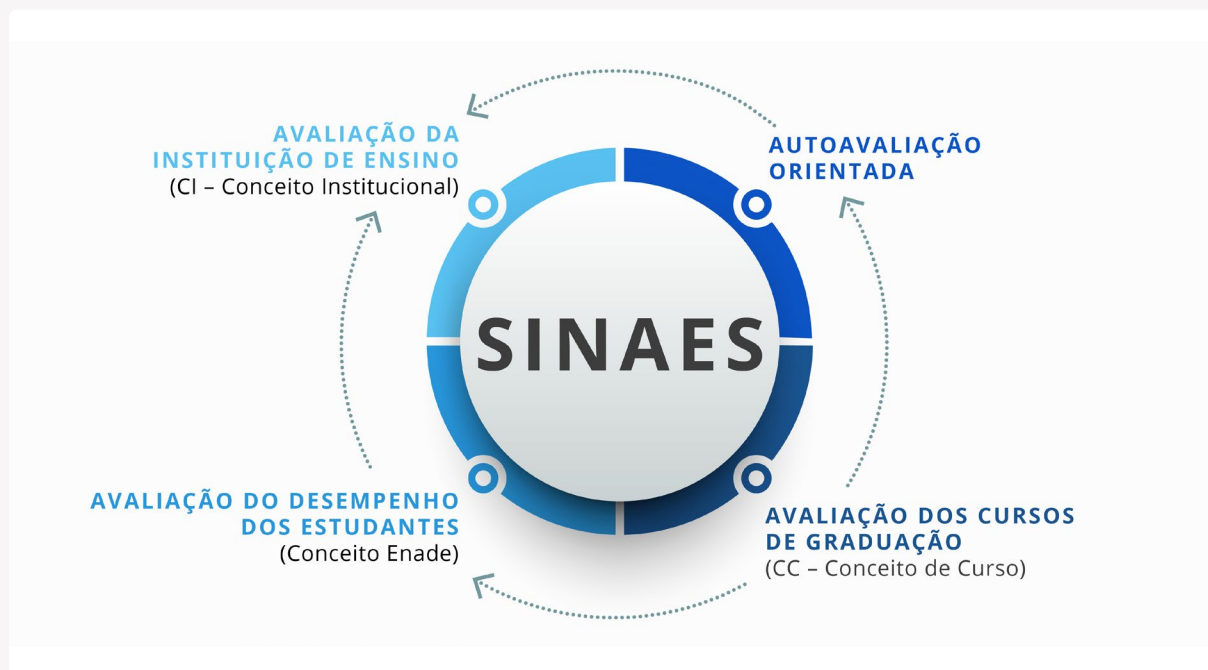 AVALIAÇÃO DA
INSTITUIÇÃO DE ENSINO
(CI – Conceito Institucional)
AUTOAVALIAÇÃO
ORIENTADA
SINAES
AVALIAÇÃO DO DESEMPENHO
DOS ESTUDANTES
(Conceito Enade)
AVALIAÇÃO DOS CURSOS
DE GRADUAÇÃO
(CC – Conceito de Curso)